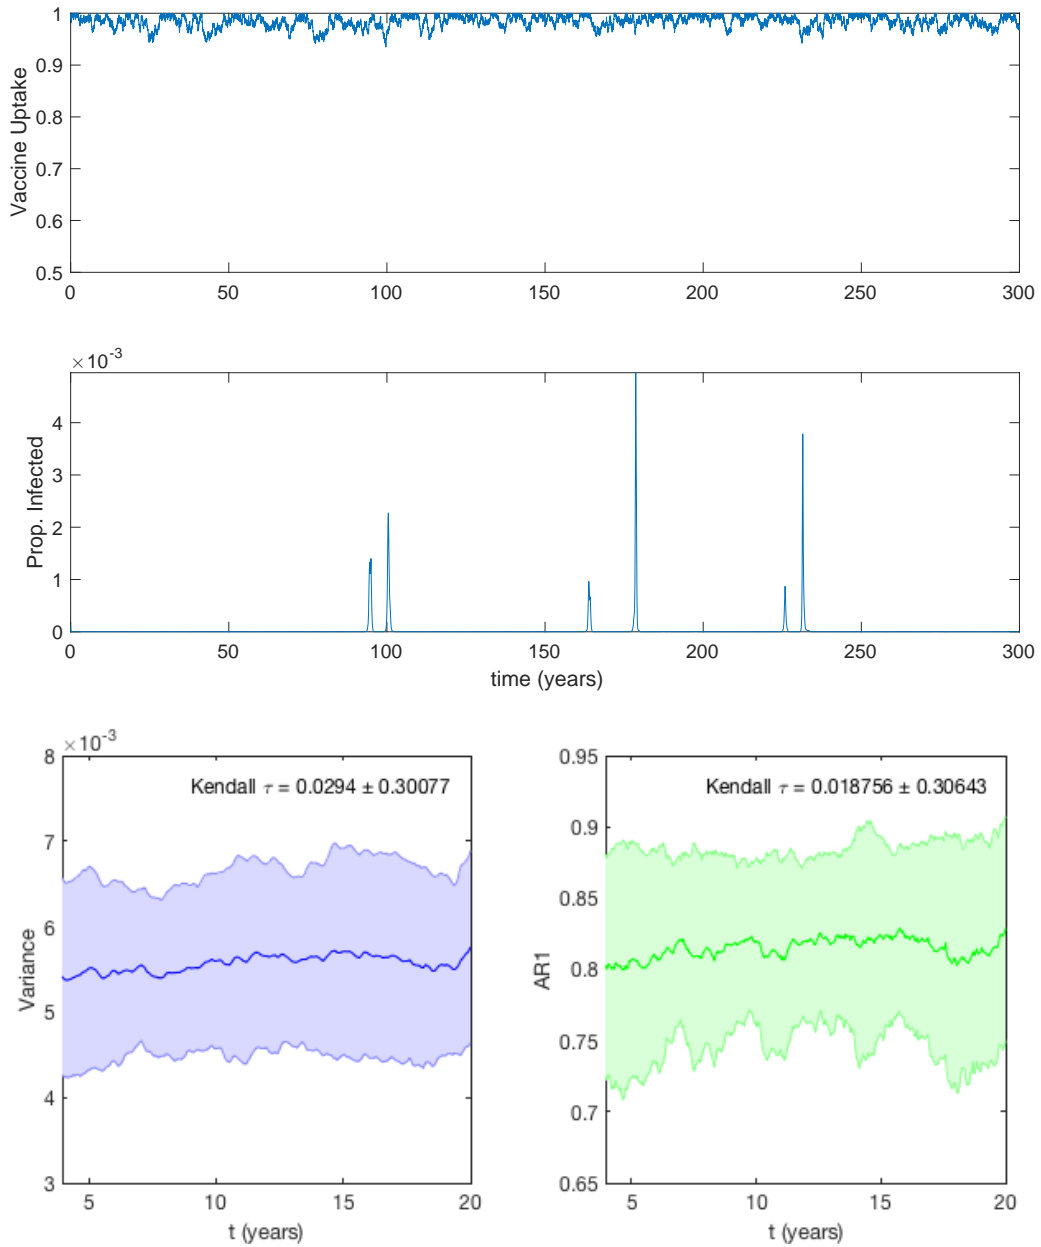 1
0.9
0.8
0.7
0.6
0.5
Vaccine Uptake
0 50 100 150 200 250 300
×10-3
4
3
2
1
0
Prop. Infected
0 50 100 150 200 250 300
time (years)
8 ×10-3
Kendall τ = 0.0294 ± 0.30077
7
6
5
4
3
Variance
5 10 15 20
t (years)
0.95
Kendall τ = 0.018756 ± 0.30643
0.9
0.85
0.8
0.75
0.7
0.65
AR1
5 10 15 20
t (years)